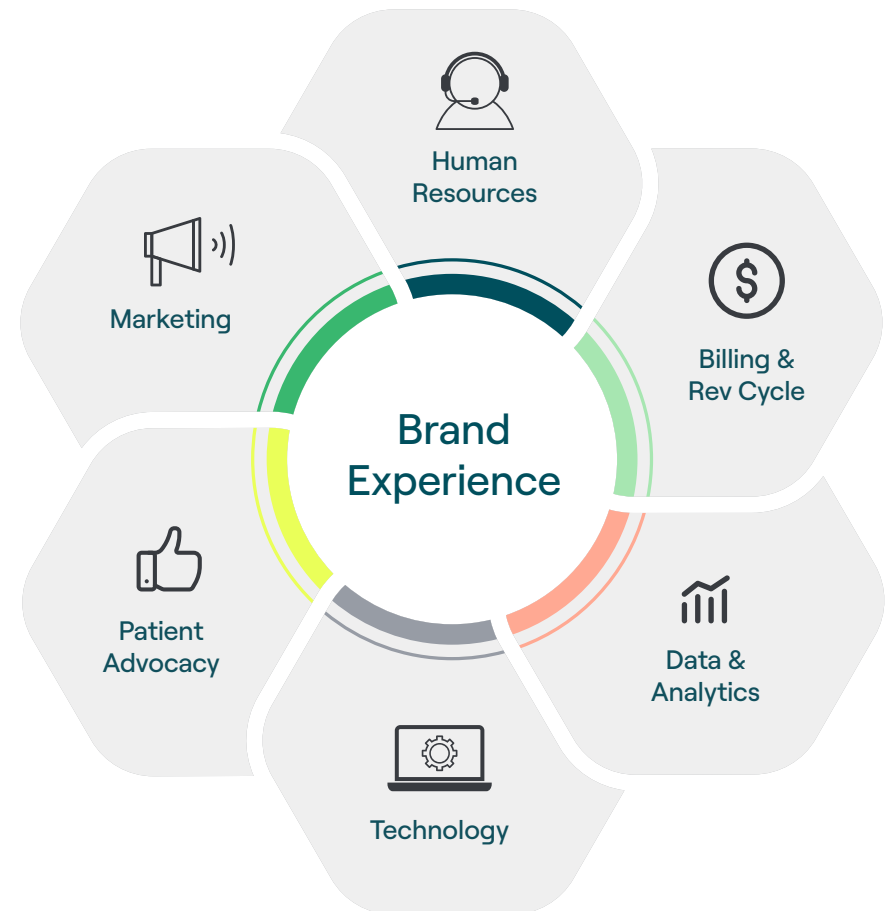 Human
Resources
Billing &
Rev Cycle
Data &
Analytics
Technology
Patient
Advocacy
Marketing
Brand
Experience